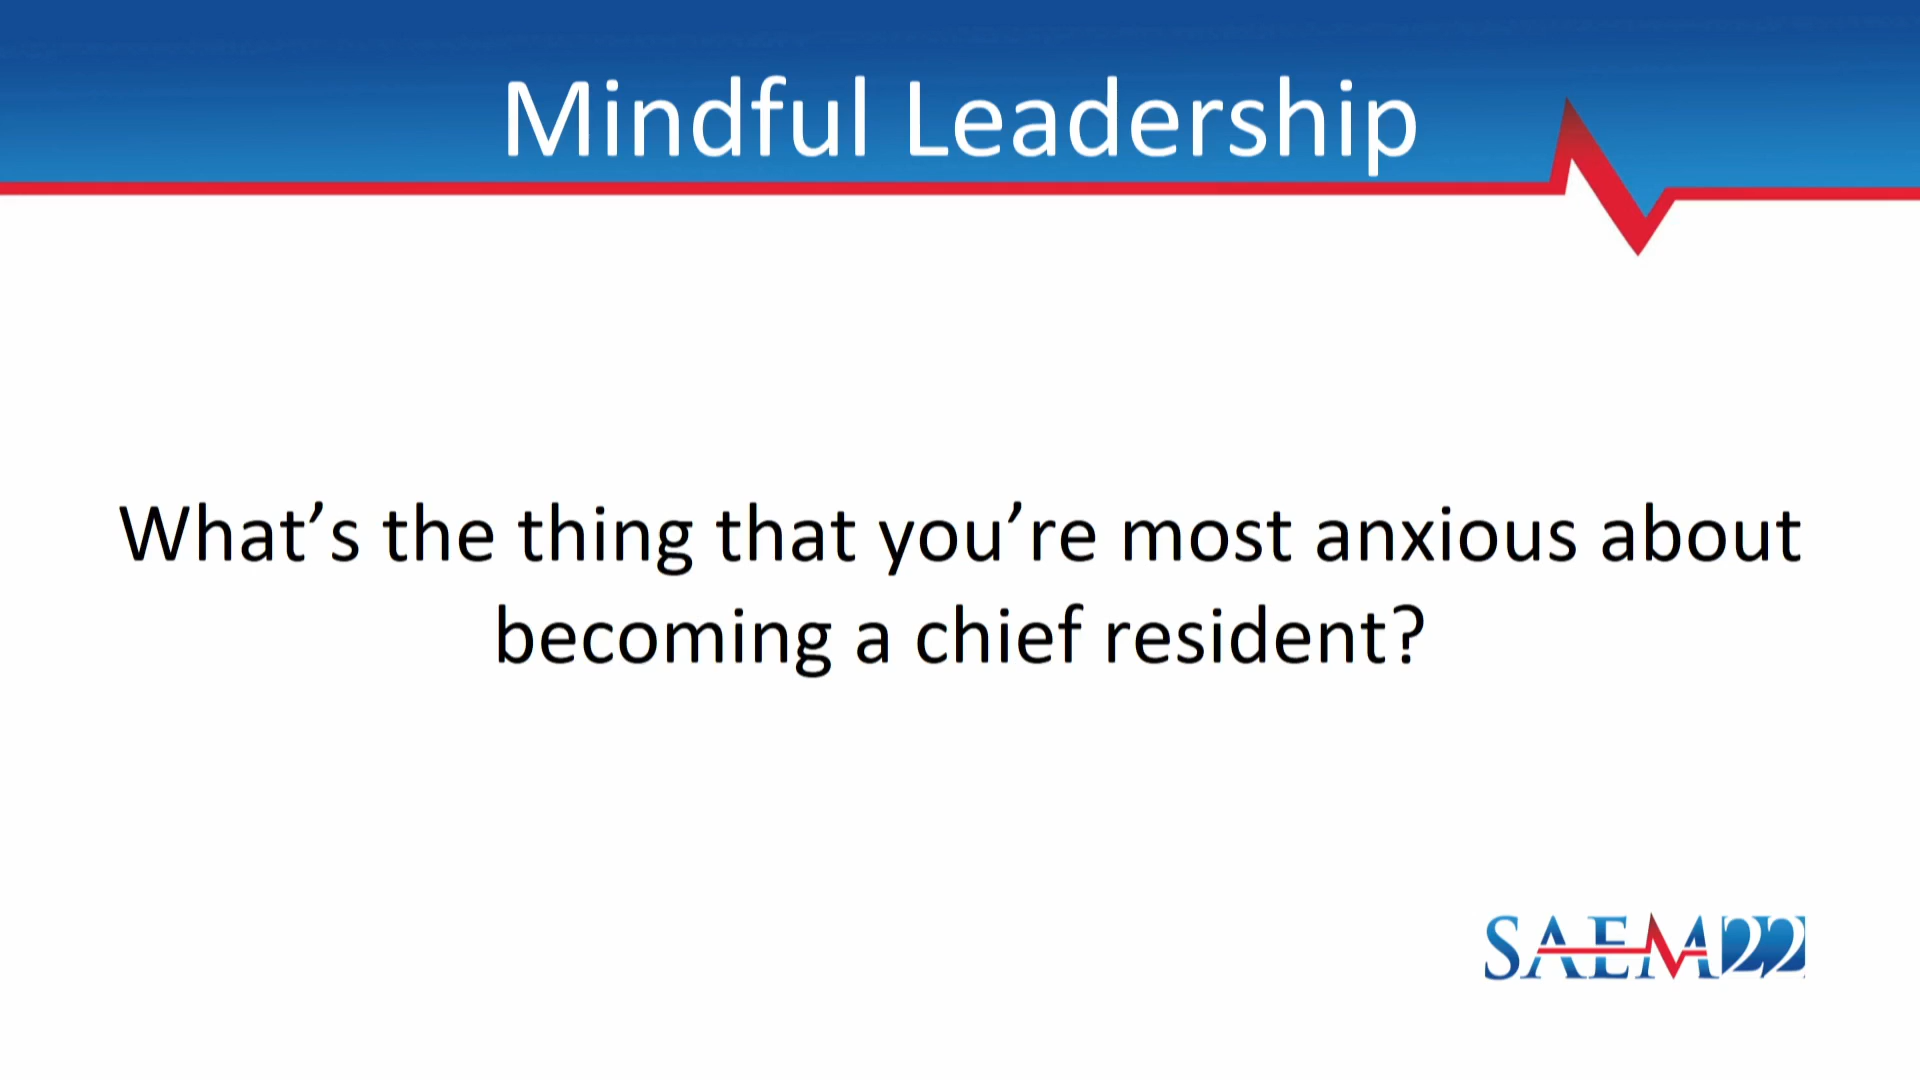 Mindful Leadership
What’s the thing that you’re most anxious about
becoming a chief resident?
SAEM22